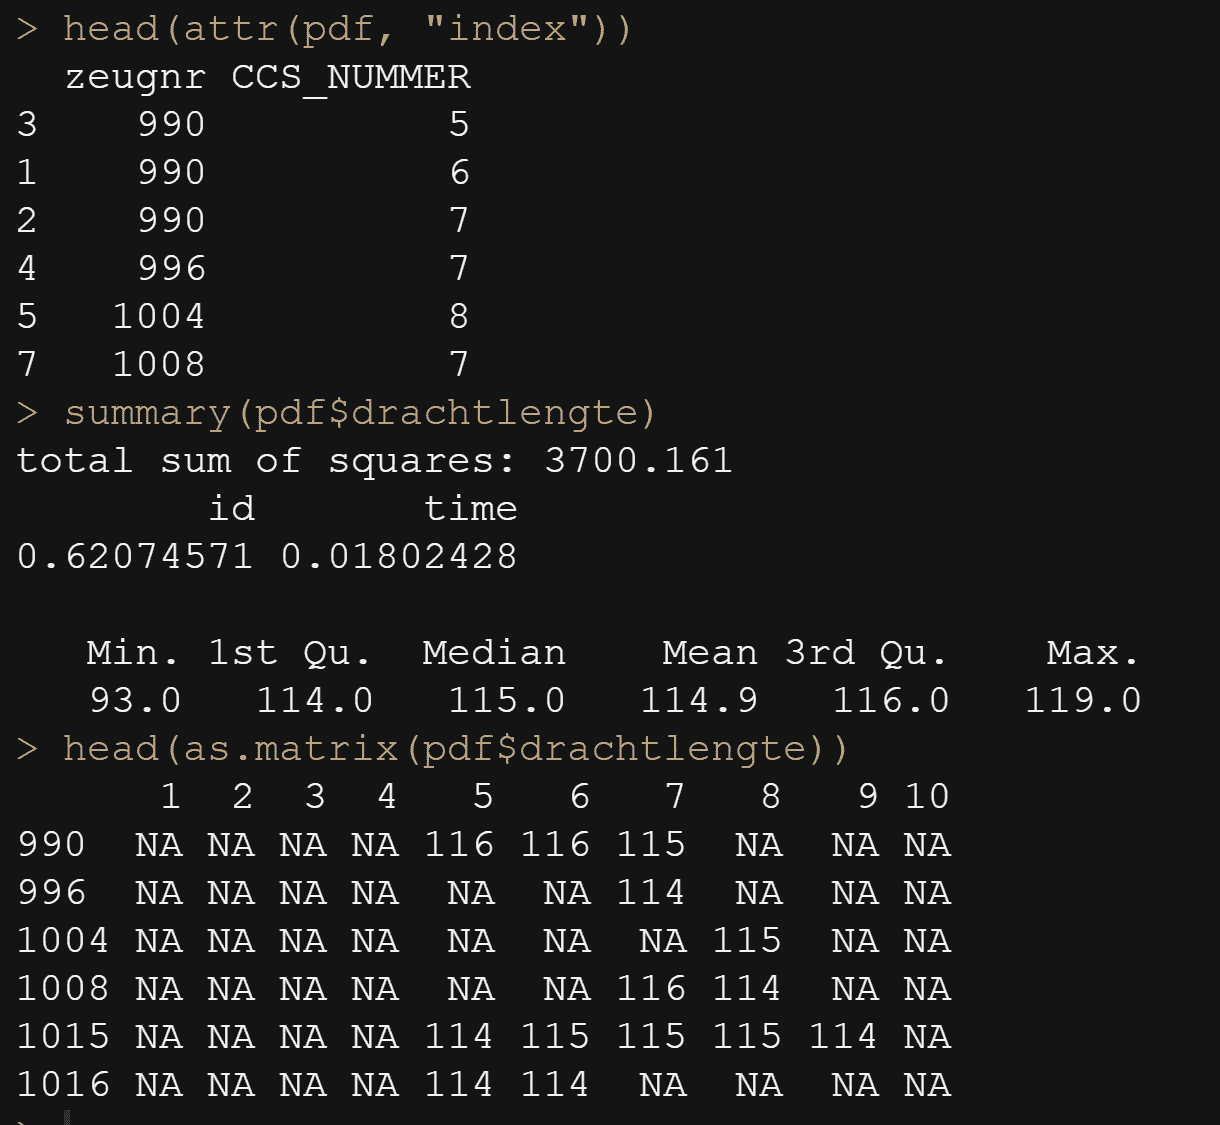 > head(attr(pdf, "index"))
  zeugnr CCS_NUMMER
3    990          5
1    990          6
2    990          7
4    996          7
5   1004          8
7   1008          7
> summary(pdf$drachtlengte)
total sum of squares: 3700.161
        id       time
0.62074571 0.01802428

   Min. 1st Qu.  Median    Mean 3rd Qu.    Max.
   93.0   114.0   115.0   114.9   116.0   119.0
> head(as.matrix(pdf$drachtlengte))
      1  2  3  4   5   6   7   8   9 10
990  NA NA NA NA 116 116 115  NA  NA NA
996  NA NA NA NA  NA  NA 114  NA  NA NA
1004 NA NA NA NA  NA  NA  NA 115  NA NA
1008 NA NA NA NA  NA  NA 116 114  NA NA
1015 NA NA NA NA 114 115 115 115 114 NA
1016 NA NA NA NA 114 114  NA  NA  NA NA
>